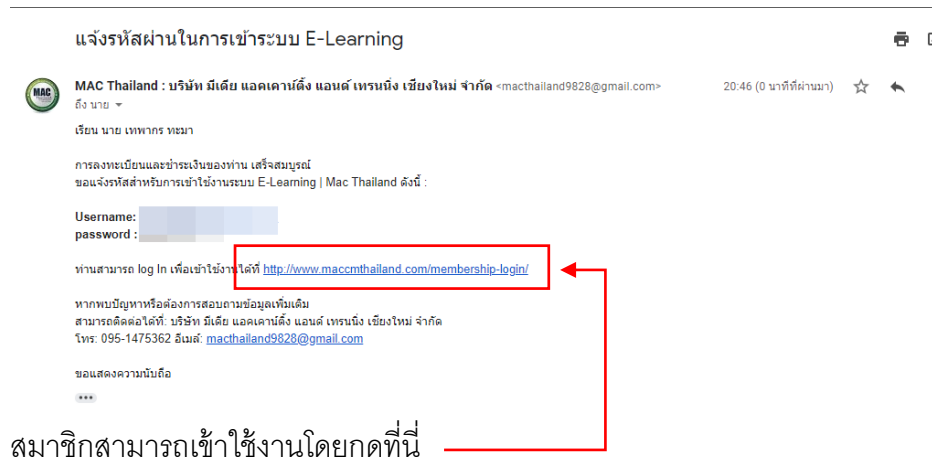 แจ้งรหัสผ่านในการเข้าระบบ E-Learning
MAC
MAC Thailand : บริษัท มีเดีย แอคเคาน์ติ้ง แอนด์ เทรนนิ่ง เชียงใหม่ จำกัด <macthailand9828@gmail.com>
20:46 (0 นาทีที่ผ่านมา)
ถึง นาย
เรียน นาย เทพากร ทะมา
การลงทะเบียนและชำระเงินของท่าน เสร็จสมบูรณ์
ขอแจ้งรหัสสำหรับการเข้าใช้งานระบบ E-Learning | Mac Thailand ดังนี้ :
Username:
password :
ท่านสามารถ log In เพื่อเข้าใช้งานได้ที่ http://www.maccmthailand.com/membership-login/
หากพบปัญหาหรือต้องการสอบถามข้อมูลเพิ่มเติม
สามารถติดต่อได้ที่: บริษัท มีเดีย แอคเคาน์ติ้ง แอนด์ เทรนนิ่ง เชียงใหม่ จำกัด
โทร: 095-1475362 อีเมล์: macthailand9828@gmail.com
ขอแสดงความนับถือ
สมาชิกสามารถเข้าใช้งานโดยกดที่นี่